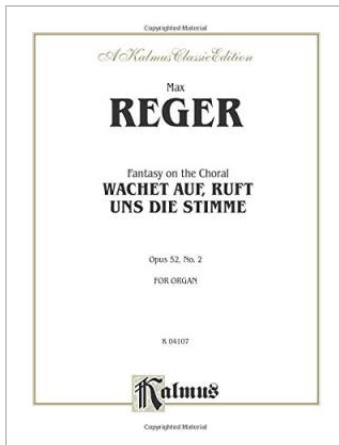 Copyrighted Material
A Kalmus Classic Edition
Max
REGER
Fantasy on the Choral
WACHET AUF, RUFT
UNS DIE STIMME
Opus 52, No. 2
FOR ORGAN
K 04107
Kalmus
Copyrighted Material